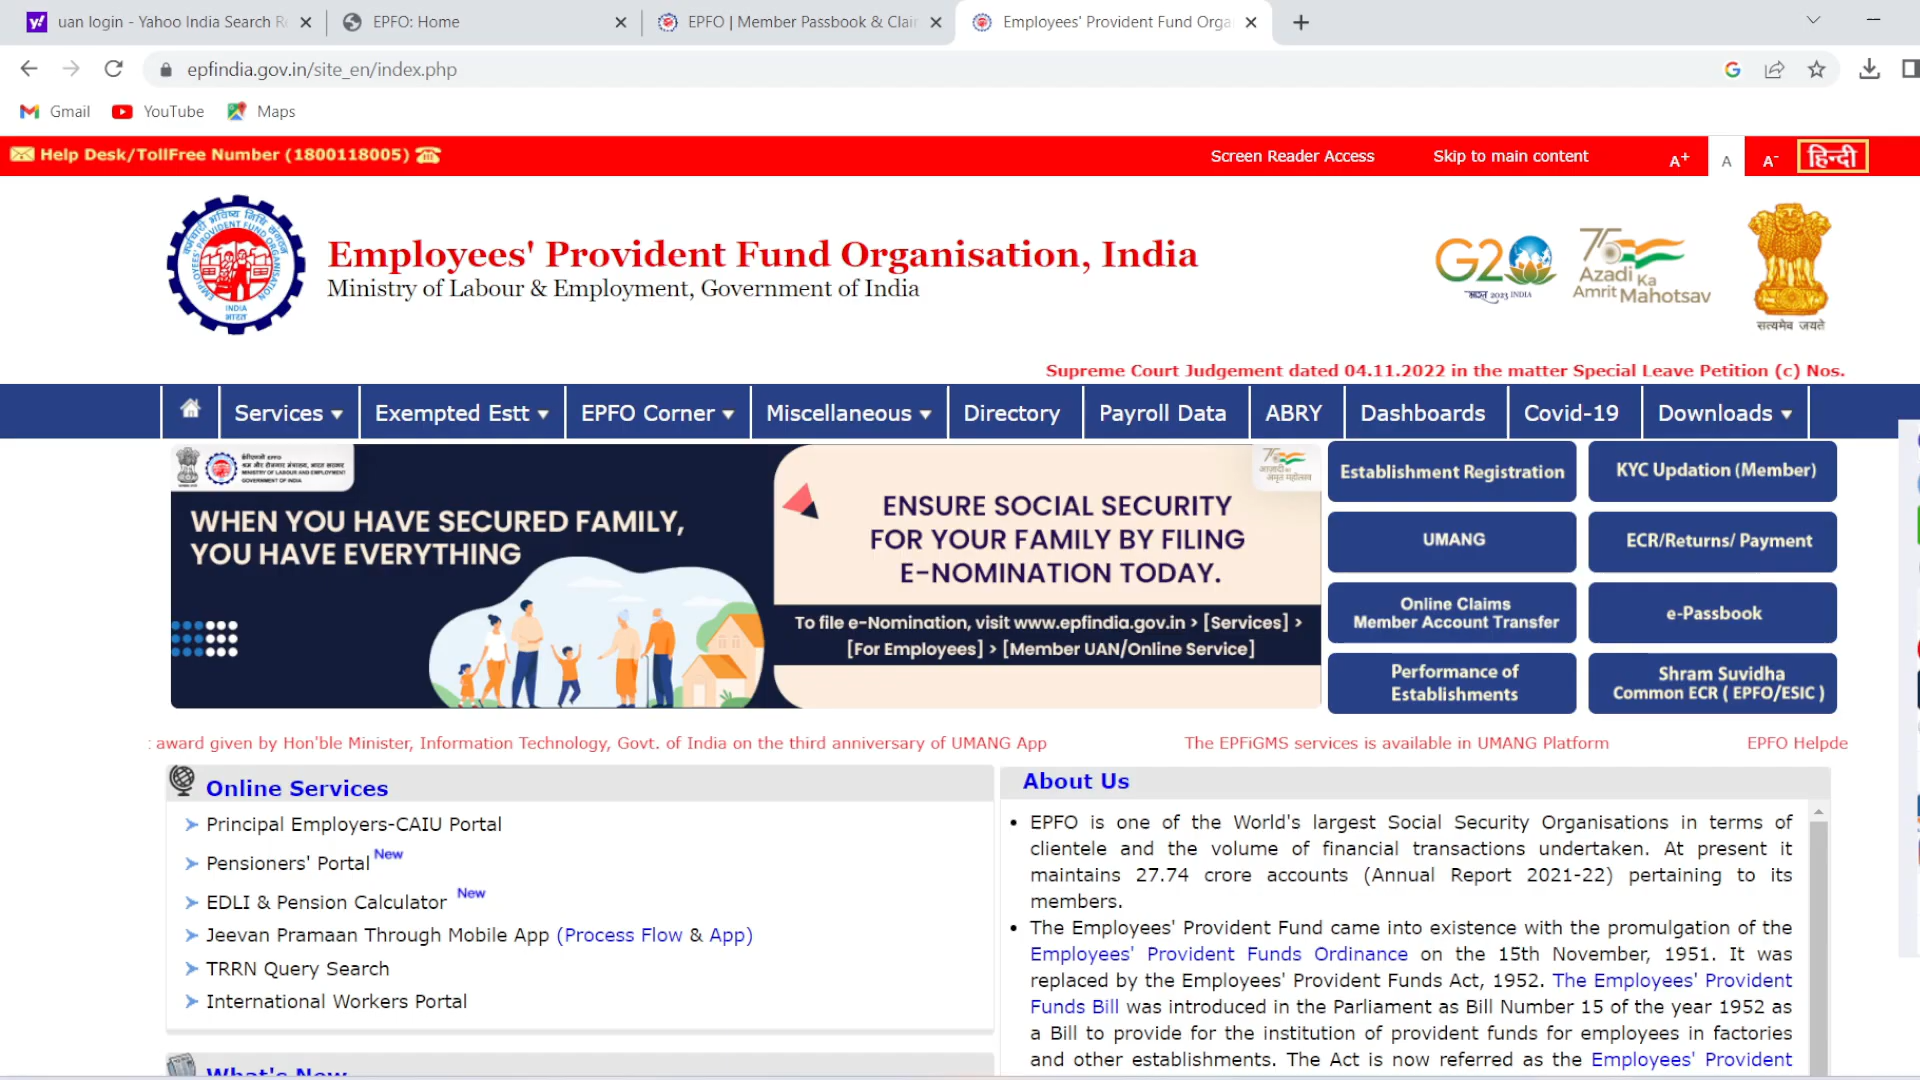 uan login - Yahoo India Search Re
EPFO: Home
EPFO | Member Passbook & Clai
Employees' Provident Fund Orga
epfindia.gov.in/site_en/index.php
Gmail
YouTube
Maps
Help Desk/TollFree Number (1800118005)
Screen Reader Access
Skip to main content
A+
A
A-
हिन्दी
Employees' Provident Fund Organisation, India
Ministry of Labour & Employment, Government of India
INDIA
भारत
G20
भारत 2023 INDIA
75
Azadi Ka
Amrit Mahotsav
सत्यमेव जयते
Supreme Court Judgement dated 04.11.2022 in the matter Special Leave Petition (c) Nos.
Services
Exempted Estt
EPFO Corner
Miscellaneous
Directory
Payroll Data
ABRY
Dashboards
Covid-19
Downloads
WHEN YOU HAVE SECURED FAMILY,
YOU HAVE EVERYTHING
ENSURE SOCIAL SECURITY
FOR YOUR FAMILY BY FILING
E-NOMINATION TODAY.
To file e-Nomination, visit www.epfindia.gov.in > [Services] >
[For Employees] > [Member UAN/Online Service]
Establishment Registration
KYC Updation (Member)
UMANG
ECR/Returns/ Payment
Online Claims
Member Account Transfer
e-Passbook
Performance of
Establishments
Shram Suvidha
Common ECR ( EPFO/ESIC )
: award given by Hon'ble Minister, Information Technology, Govt. of India on the third anniversary of UMANG App
The EPFiGMS services is available in UMANG Platform
EPFO Helpde
Online Services
Principal Employers-CAIU Portal
Pensioners' Portal New
EDLI & Pension Calculator New
Jeevan Pramaan Through Mobile App (Process Flow & App)
TRRN Query Search
International Workers Portal
What's New
About Us
• EPFO is one of the World's largest Social Security Organisations in terms of
clientele and the volume of financial transactions undertaken. At present it
maintains 27.74 crore accounts (Annual Report 2021-22) pertaining to its
members.
• The Employees' Provident Fund came into existence with the promulgation of the
Employees' Provident Funds Ordinance on the 15th November, 1951. It was
replaced by the Employees' Provident Funds Act, 1952. The Employees' Provident
Funds Bill was introduced in the Parliament as Bill Number 15 of the year 1952 as
a Bill to provide for the institution of provident funds for employees in factories
and other establishments. The Act is now referred as the Employees' Provident